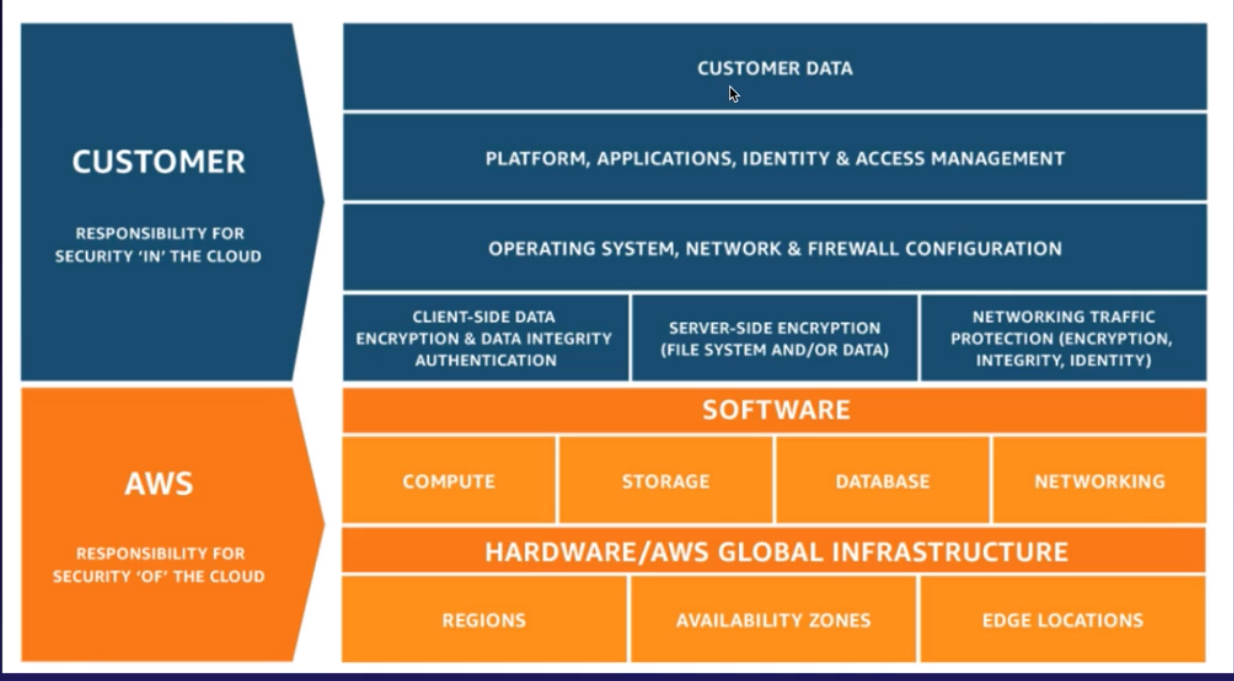 CUSTOMER
RESPONSIBILITY FOR
SECURITY ‘IN’ THE CLOUD
CUSTOMER DATA
PLATFORM, APPLICATIONS, IDENTITY & ACCESS MANAGEMENT
OPERATING SYSTEM, NETWORK & FIREWALL CONFIGURATION
CLIENT-SIDE DATA
ENCRYPTION & DATA INTEGRITY
AUTHENTICATION
SERVER-SIDE ENCRYPTION
(FILE SYSTEM AND/OR DATA)
NETWORKING TRAFFIC
PROTECTION (ENCRYPTION,
INTEGRITY, IDENTITY)
AWS
RESPONSIBILITY FOR
SECURITY ‘OF’ THE CLOUD
SOFTWARE
COMPUTE
STORAGE
DATABASE
NETWORKING
HARDWARE/AWS GLOBAL INFRASTRUCTURE
REGIONS
AVAILABILITY ZONES
EDGE LOCATIONS